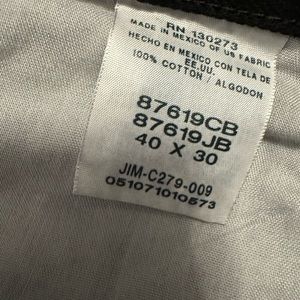 RN 130273
MADE IN MEXICO OF US FABRIC
HECHO EN MEXICO CON TELA DE
EE.UU.
100% COTTON / ALGODON
87619CB
87619JB
40 X 30
JIM-C279-009
051071010573